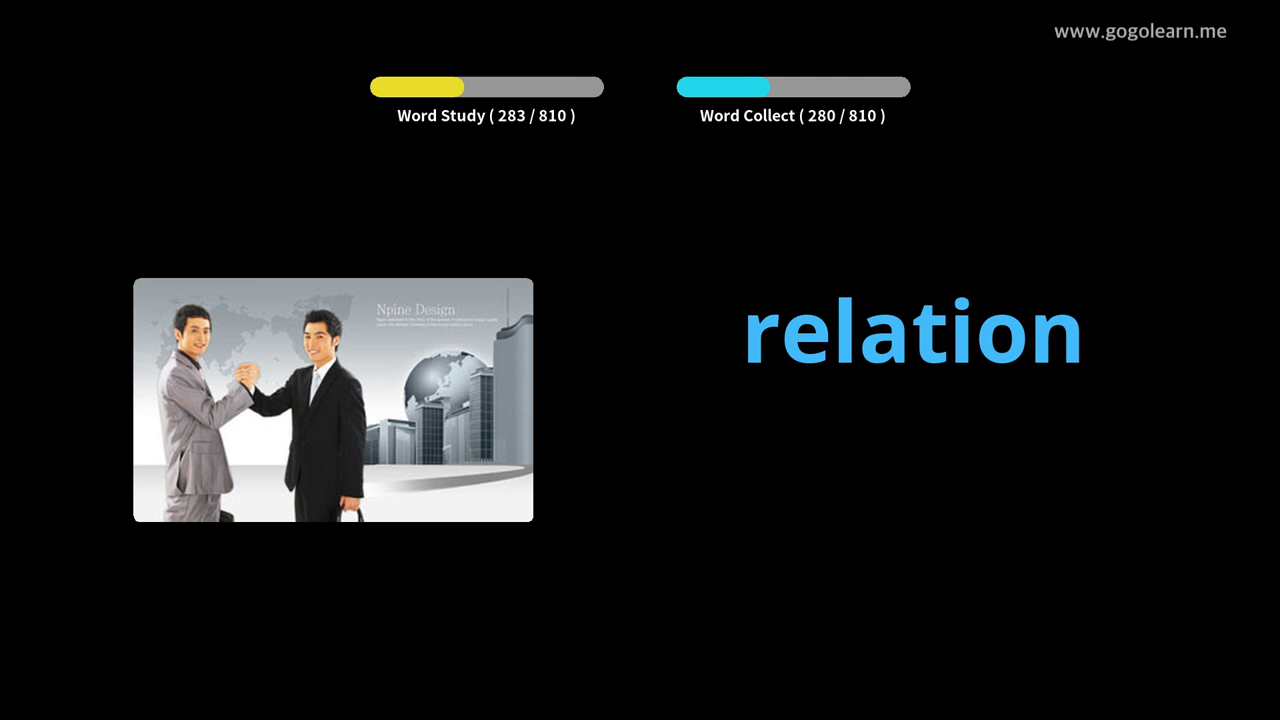 www.gogolearn.me
Word Study ( 283 / 810 )
Word Collect ( 280 / 810 )
Npine Design
relation